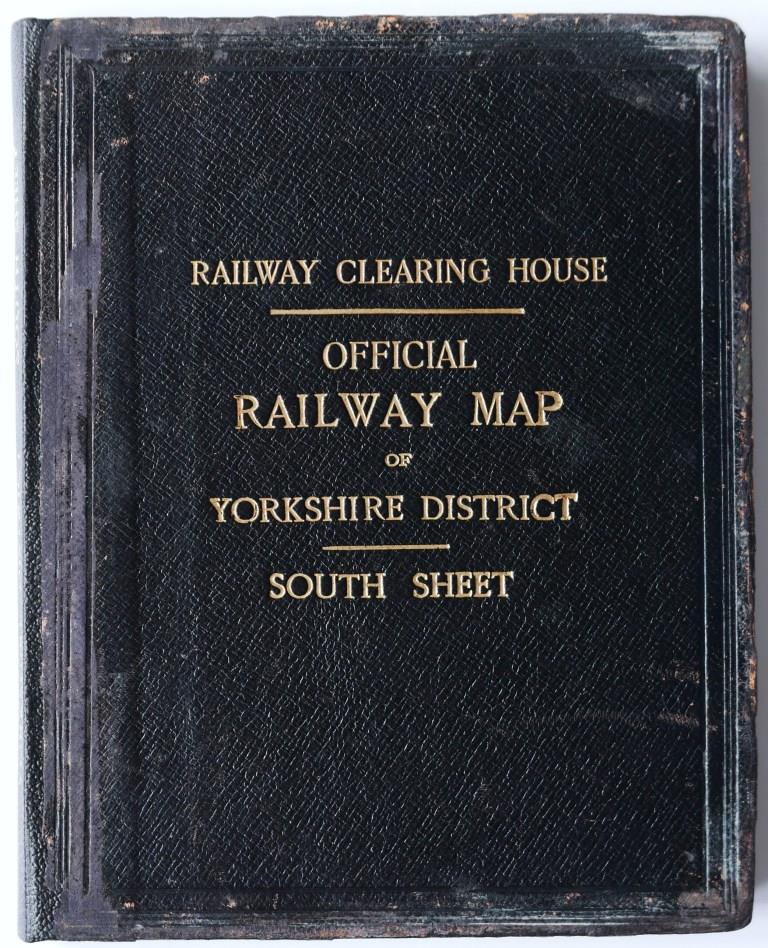 RAILWAY CLEARING HOUSE
OFFICIAL
RAILWAY MAP
OF
YORKSHIRE DISTRICT
SOUTH SHEET